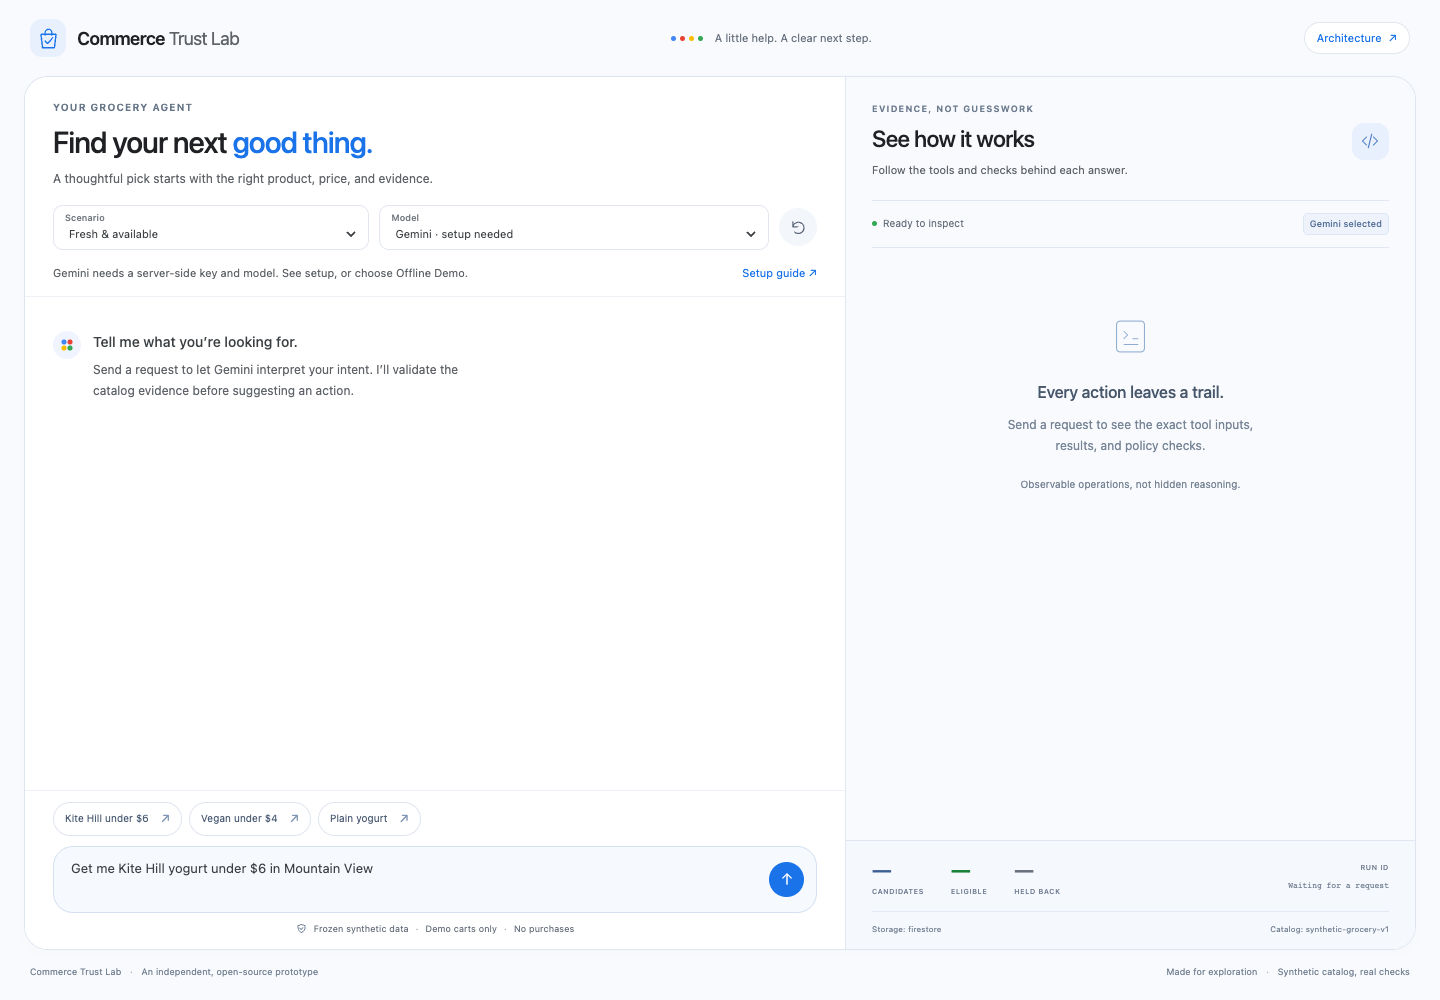 Commerce Trust Lab
A little help. A clear next step.
Architecture
YOUR GROCERY AGENT
Find your next good thing.
A thoughtful pick starts with the right product, price, and evidence.
Scenario
Fresh & available
Model
Gemini · setup needed
Gemini needs a server-side key and model. See setup, or choose Offline Demo.
Setup guide
Tell me what you’re looking for.
Send a request to let Gemini interpret your intent. I’ll validate the
catalog evidence before suggesting an action.
Kite Hill under $6
Vegan under $4
Plain yogurt
Get me Kite Hill yogurt under $6 in Mountain View
Frozen synthetic data · Demo carts only · No purchases
EVIDENCE, NOT GUESSWORK
See how it works
Follow the tools and checks behind each answer.
Ready to inspect
Gemini selected
Every action leaves a trail.
Send a request to see the exact tool inputs,
results, and policy checks.
Observable operations, not hidden reasoning.
— CANDIDATES
— ELIGIBLE
— HELD BACK
RUN ID
Waiting for a request
Storage: firestore
Catalog: synthetic-grocery-v1
Commerce Trust Lab · An independent, open-source prototype
Made for exploration · Synthetic catalog, real checks